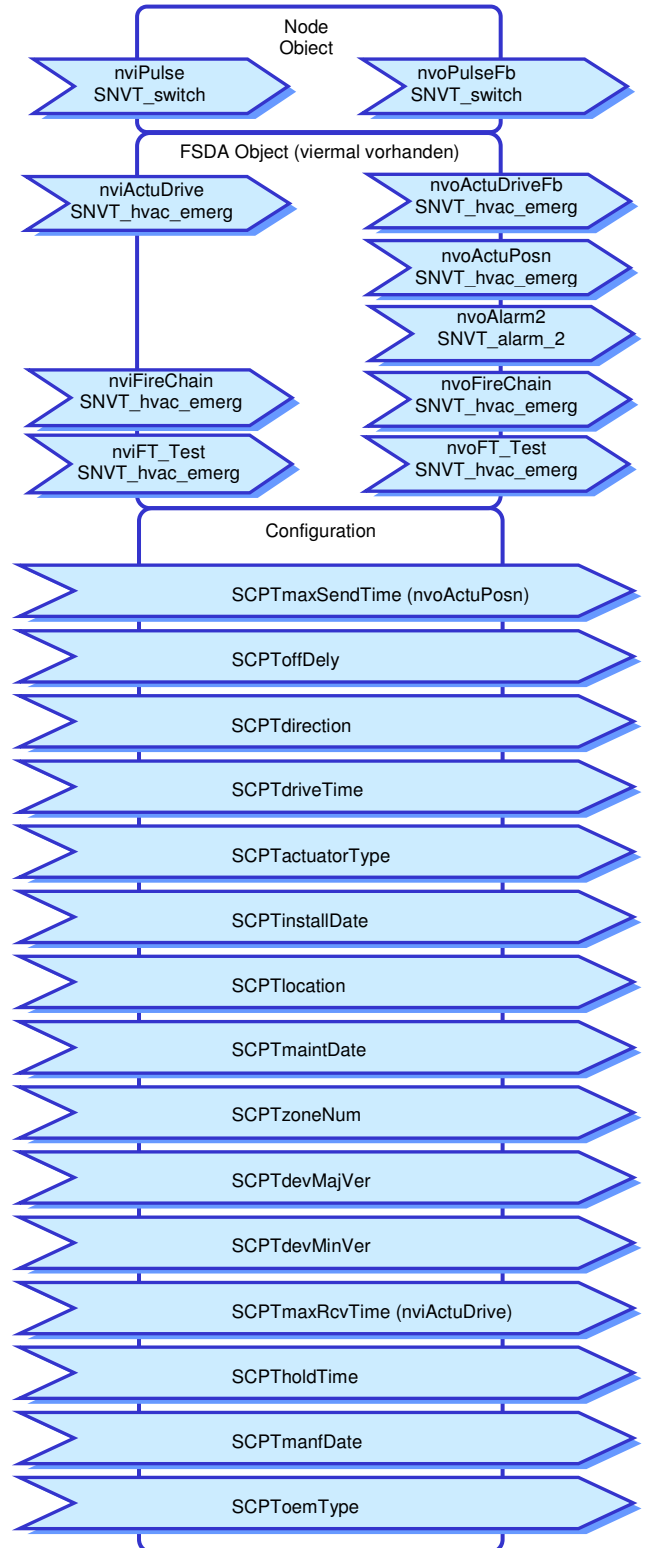 Node
Object
nviPulse
SNVT_switch
nvoPulseFb
SNVT_switch
FSDA Object (viermal vorhanden)
nviActuDrive
SNVT_hvac_emerg
nvoActuDriveFb
SNVT_hvac_emerg
nvoActuPosn
SNVT_hvac_emerg
nvoAlarm2
SNVT_alarm_2
nviFireChain
SNVT_hvac_emerg
nvoFireChain
SNVT_hvac_emerg
nviFT_Test
SNVT_hvac_emerg
nvoFT_Test
SNVT_hvac_emerg
Configuration
SCPTmaxSendTime (nvoActuPosn)
SCPToffDely
SCPTdirection
SCPTdriveTime
SCPTactuatorType
SCPTinstallDate
SCPTlocation
SCPTmaintDate
SCPTzoneNum
SCPTdevMajVer
SCPTdevMinVer
SCPTmaxRcvTime (nviActuDrive)
SCPTholdTime
SCPTmanfDate
SCPToemType